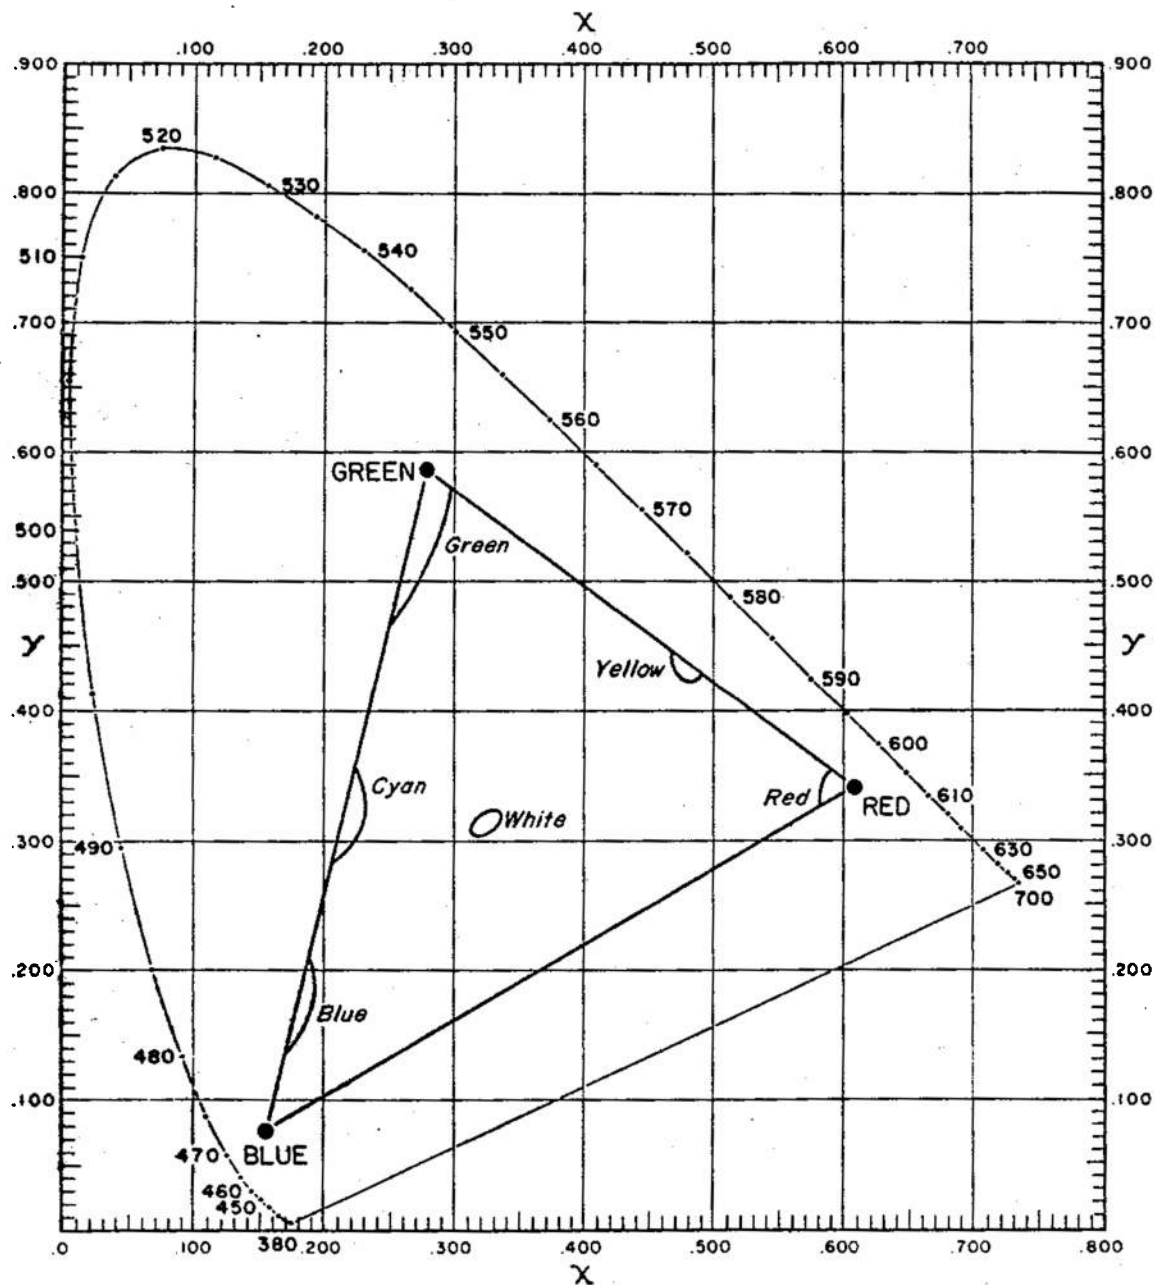 X
.100 .200 .300 .400 .500 .600 .700
.900 .900
520
530
.800 .800
540
510
.700 550 .700
560
.600 .600
GREEN
570
500
Green
.500 580 .500
y y
Yellow 590
.400 .400
600
Cyan
Red RED 610
White
490 .300 630 .300
650
700
.200 .200
Blue
480
.100 .100
470 BLUE
460
450
380
.0 .100 .200 .300 .400 .500 .600 .700 .800
X